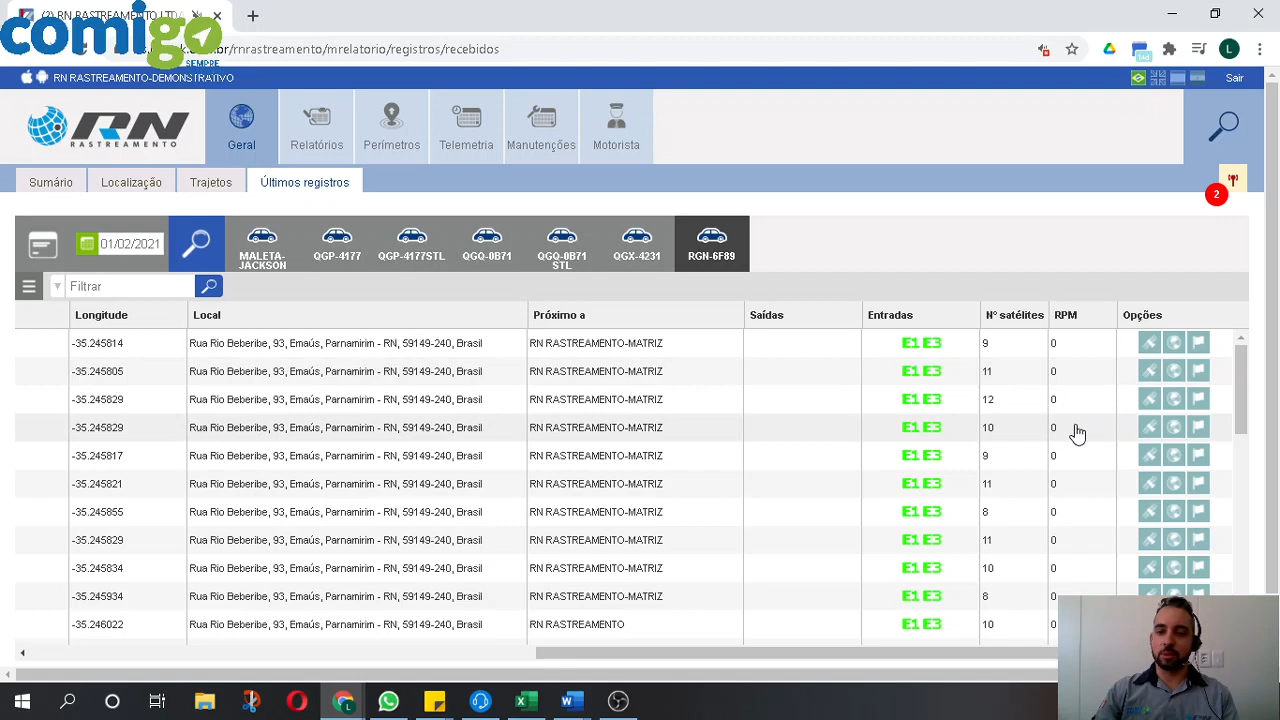 (2) RN RASTREAMENTO LTDA
comigo
SEMPRE
br/rnrastreamento/mrelatorio/registros/recebidos
L
RN RASTREAMENTO-DEMONSTRATIVO
Sair
RN
RASTREAMENTO
Geral
Relatórios
Perímetros
Telemetria
Manutenções
Motorista
Sumário
Localização
Trajetos
Últimos registros
2
01/02/2021
MALETA-JACKSON
QGP-4177
QGP-4177STL
QGQ-0B71
QGQ-0B71 STL
QGX-4231
RGN-6F89
Filtrar
Longitude Local Próximo a Saídas Entradas Nº satélites RPM Opções
-35.245814 Rua Rio Beberibe, 93, Emaús, Parnamirim - RN, 59149-240, Brasil RN RASTREAMENTO-MATRIZ E1 E3 9 0
-35.245805 Rua Rio Beberibe, 93, Emaús, Parnamirim - RN, 59149-240, Brasil RN RASTREAMENTO-MATRIZ E1 E3 11 0
-35.245829 Rua Rio Beberibe, 93, Emaús, Parnamirim - RN, 59149-240, Brasil RN RASTREAMENTO-MATRIZ E1 E3 12 0
-35.245829 Rua Rio Beberibe, 93, Emaús, Parnamirim - RN, 59149-240, Brasil RN RASTREAMENTO-MATRIZ E1 E3 10 0
-35.245817 Rua Rio Beberibe, 93, Emaús, Parnamirim - RN, 59149-240, Brasil RN RASTREAMENTO-MATRIZ E1 E3 9 0
-35.245821 Rua Rio Beberibe, 93, Emaús, Parnamirim - RN, 59149-240, Brasil RN RASTREAMENTO-MATRIZ E1 E3 11 0
-35.245855 Rua Rio Beberibe, 93, Emaús, Parnamirim - RN, 59149-240, Brasil RN RASTREAMENTO-MATRIZ E1 E3 8 0
-35.245829 Rua Rio Beberibe, 93, Emaús, Parnamirim - RN, 59149-240, Brasil RN RASTREAMENTO-MATRIZ E1 E3 11 0
-35.245834 Rua Rio Beberibe, 93, Emaús, Parnamirim - RN, 59149-240, Brasil RN RASTREAMENTO-MATRIZ E1 E3 10 0
-35.245934 Rua Rio Beberibe, 93, Emaús, Parnamirim - RN, 59149-240, Brasil RN RASTREAMENTO-MATRIZ E1 E3 8 0
-35.246022 Rua Rio Beberibe, 93, Emaús, Parnamirim - RN, 59149-240, Brasil RN RASTREAMENTO E1 E3 10 0